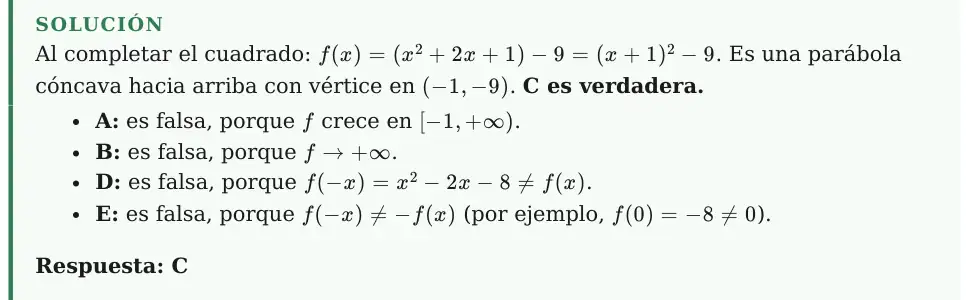 SOLUCIÓN
Al completar el cuadrado: f(x) = (x² + 2x + 1) − 9 = (x + 1)² − 9. Es una parábola
cóncava hacia arriba con vértice en (−1, −9). C es verdadera.
• A: es falsa, porque f crece en [−1, +∞).
• B: es falsa, porque f → +∞.
• D: es falsa, porque f(−x) = x² − 2x − 8 ≠ f(x).
• E: es falsa, porque f(−x) ≠ −f(x) (por ejemplo, f(0) = −8 ≠ 0).
Respuesta: C